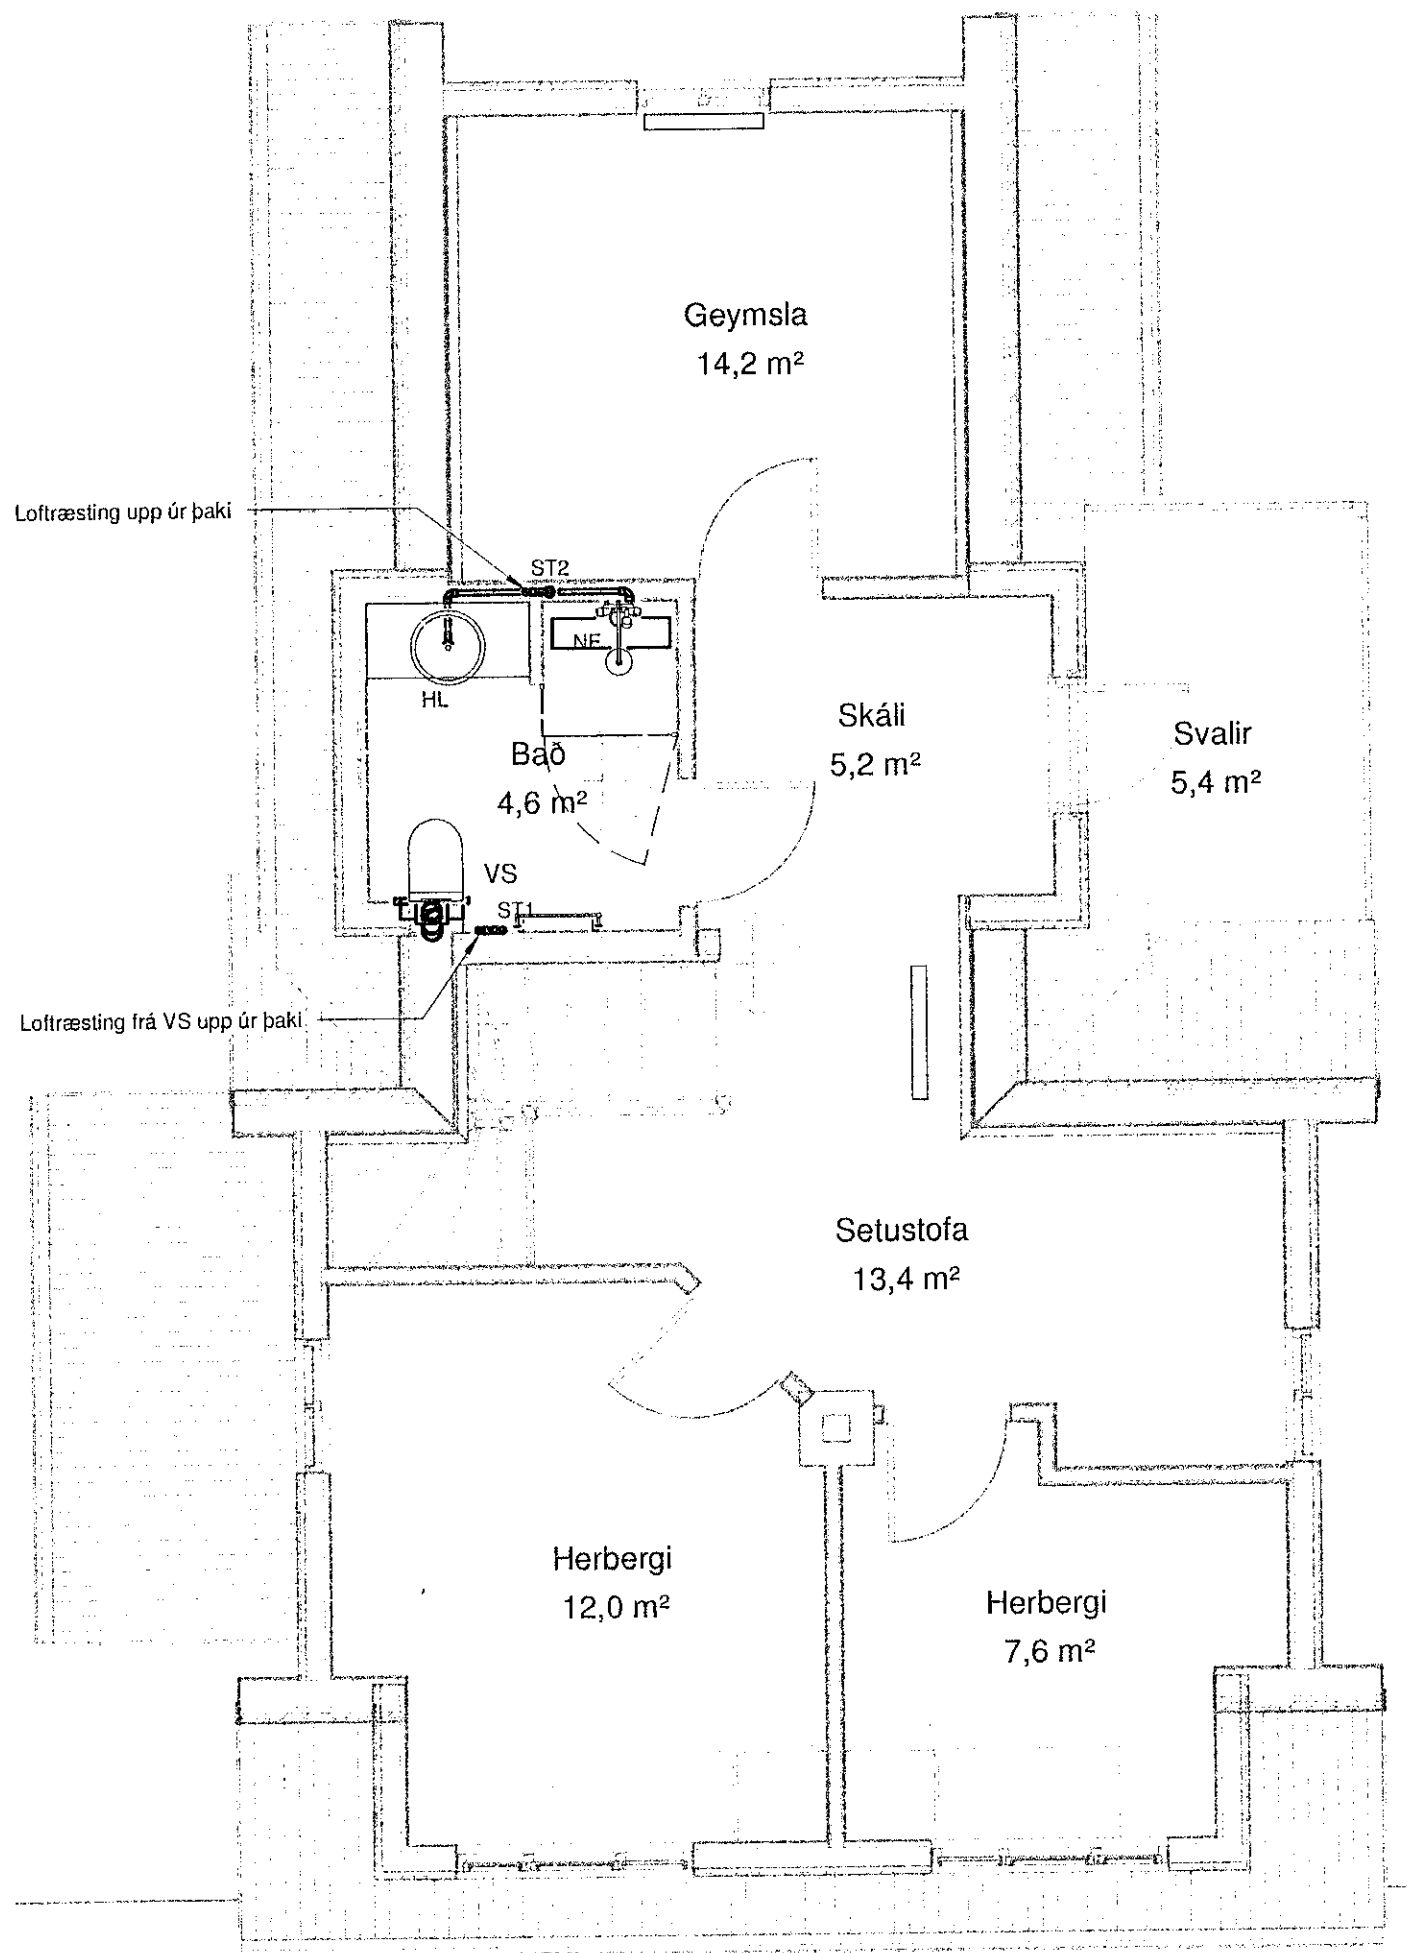 Geymsla
14,2 m²
Loftræsting upp úr þaki
ST2
NF
HL
Bað
4,6 m²
Skáli
5,2 m²
Svalir
5,4 m²
VS
ST1
Loftræsting frá VS upp úr þaki
Setustofa
13,4 m²
Herbergi
12,0 m²
Herbergi
7,6 m²